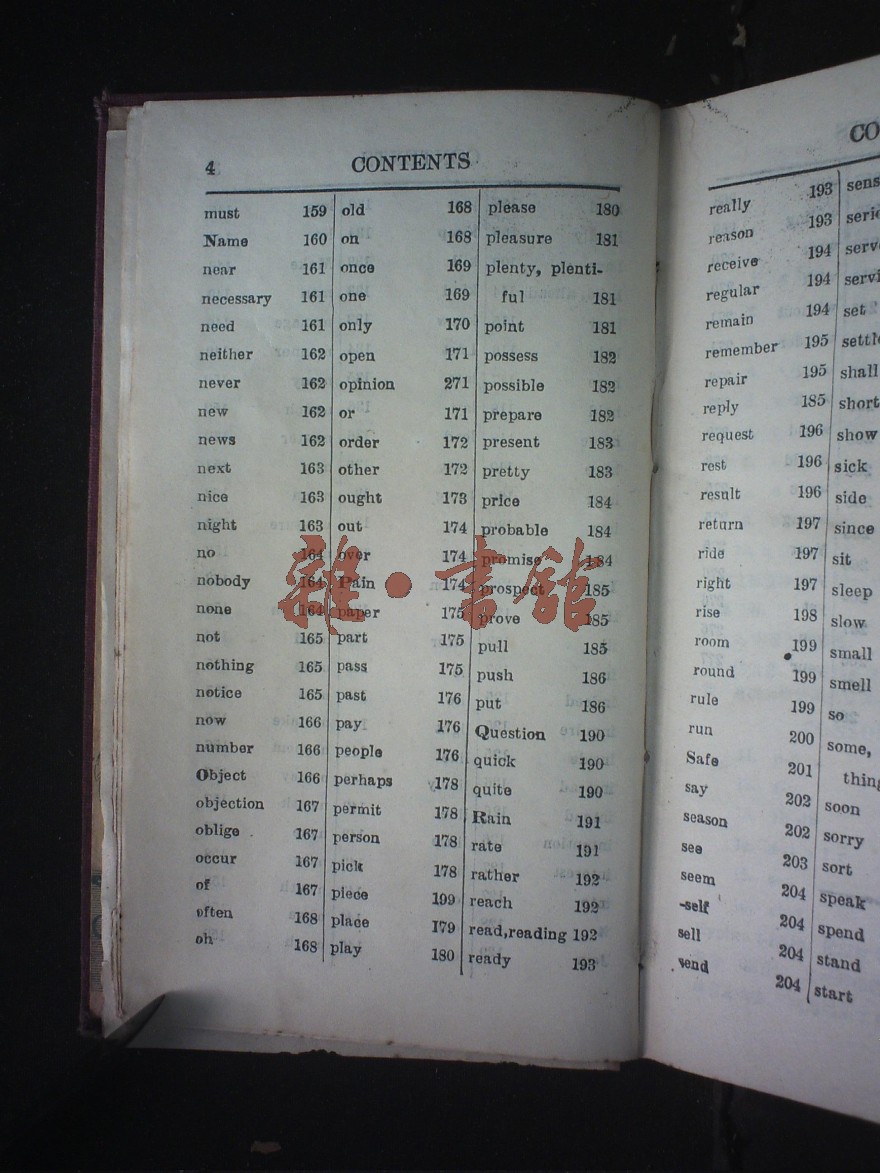 4 CONTENTS
must 159
Name 160
near 161
necessary 161
need 161
neither 162
never 162
new 162
news 162
next 163
nice 163
night 163
no 164
nobody 164
none 164
not 165
nothing 165
notice 165
now 166
number 166
Object 166
objection 167
oblige 167
occur 167
of 167
often 168
oh 168
old 168
on 168
once 169
one 169
only 170
open 171
opinion 271
or 171
order 172
other 172
ought 173
out 174
over 174
Pain 174
paper 175
part 175
pass 175
past 176
pay 176
people 176
perhaps 178
permit 178
person 178
pick 178
piece 199
place 179
play 180
please 180
pleasure 181
plenty, plenti-
ful 181
point 181
possess 182
possible 182
prepare 182
present 183
pretty 183
price 184
probable 184
promise 184
prospect 185
prove 185
pull 185
push 186
put 186
Question 190
quick 190
quite 190
Rain 191
rate 191
rather 192
reach 192
read,reading 192
ready 193
雜·書館
CO
really 193
reason 193
receive 194
regular 194
remain 194
remember 195
repair 195
reply 185
request 196
rest 196
result 196
return 197
ride 197
right 197
rise 198
room 199
round 199
rule 199
run 200
Safe 201
say 202
season 202
see 203
seem 204
-self 204
sell 204
send 204
sens
serv
servi
set
settl
shall
short
show
sick
side
since
sit
sleep
slow
small
smell
so
some,
thing
soon
sorry
sort
speak
spend
stand
start